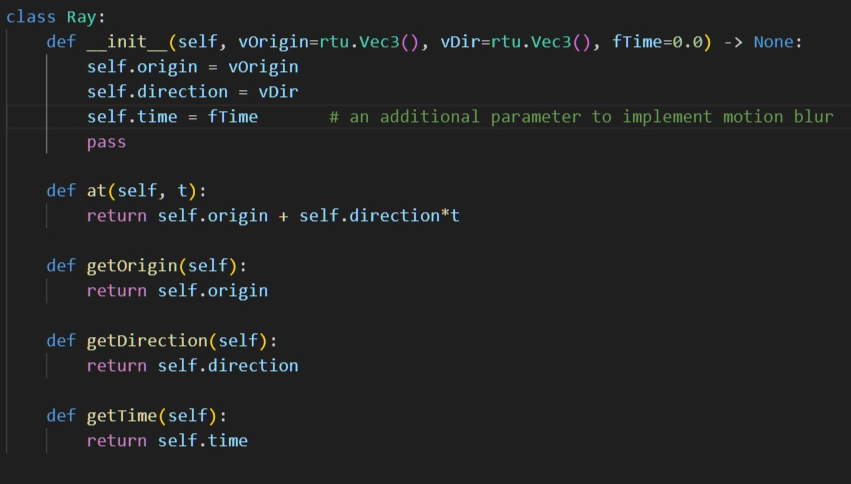 class Ray:
    def __init__(self, vOrigin=rtu.Vec3(), vDir=rtu.Vec3(), fTime=0.0) -> None:
        self.origin = vOrigin
        self.direction = vDir
        self.time = fTime       # an additional parameter to implement motion blur
        pass
    def at(self, t):
        return self.origin + self.direction*t
    def getOrigin(self):
        return self.origin
    def getDirection(self):
        return self.direction
    def getTime(self):
        return self.time